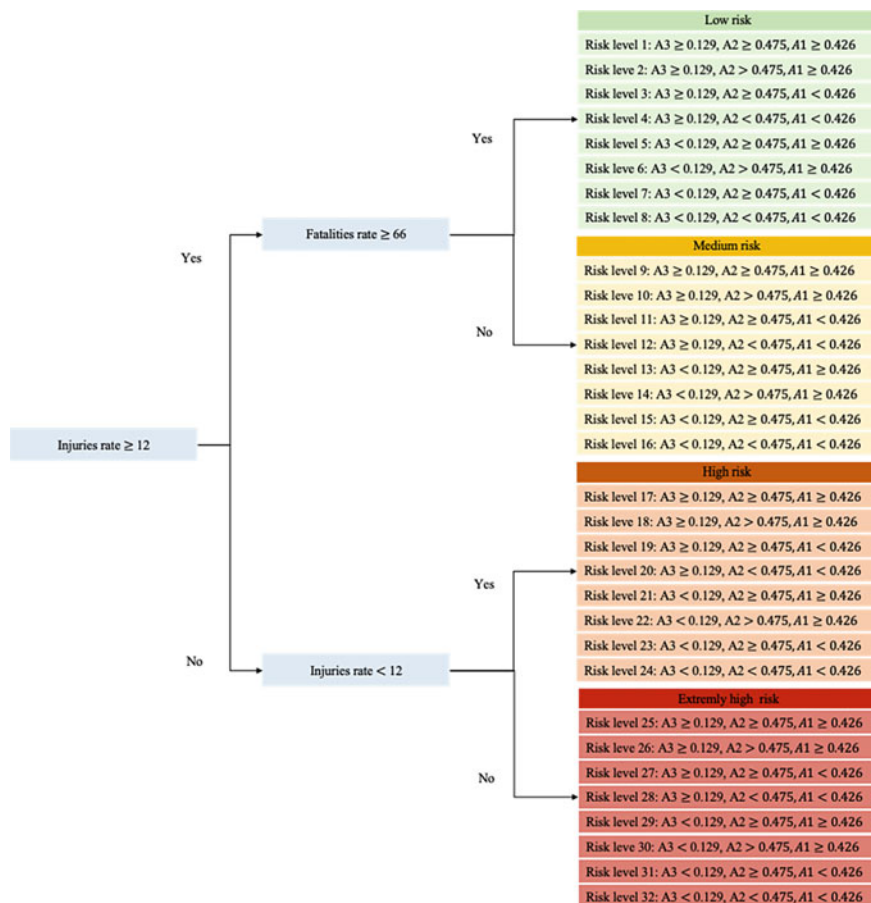 Low risk
Risk level 1: A3 ≥ 0.129, A2 ≥ 0.475, A1 ≥ 0.426
Risk leve 2: A3 ≥ 0.129, A2 > 0.475, A1 ≥ 0.426
Risk level 3: A3 ≥ 0.129, A2 ≥ 0.475, A1 < 0.426
Risk level 4: A3 ≥ 0.129, A2 < 0.475, A1 < 0.426
Yes
Risk level 5: A3 < 0.129, A2 ≥ 0.475, A1 ≥ 0.426
Risk leve 6: A3 < 0.129, A2 > 0.475, A1 ≥ 0.426
Risk level 7: A3 < 0.129, A2 ≥ 0.475, A1 < 0.426
Risk level 8: A3 < 0.129, A2 < 0.475, A1 < 0.426
Fatalities rate ≥ 66
Yes
Medium risk
Risk level 9: A3 ≥ 0.129, A2 ≥ 0.475, A1 ≥ 0.426
Risk leve 10: A3 ≥ 0.129, A2 > 0.475, A1 ≥ 0.426
Risk level 11: A3 ≥ 0.129, A2 ≥ 0.475, A1 < 0.426
No
Risk level 12: A3 ≥ 0.129, A2 < 0.475, A1 < 0.426
Risk level 13: A3 < 0.129, A2 ≥ 0.475, A1 ≥ 0.426
Risk leve 14: A3 < 0.129, A2 > 0.475, A1 ≥ 0.426
Risk level 15: A3 < 0.129, A2 ≥ 0.475, A1 < 0.426
Risk level 16: A3 < 0.129, A2 < 0.475, A1 < 0.426
Injuries rate ≥ 12
High risk
Risk level 17: A3 ≥ 0.129, A2 ≥ 0.475, A1 ≥ 0.426
Risk leve 18: A3 ≥ 0.129, A2 > 0.475, A1 ≥ 0.426
Risk level 19: A3 ≥ 0.129, A2 ≥ 0.475, A1 < 0.426
Risk level 20: A3 ≥ 0.129, A2 < 0.475, A1 < 0.426
Yes
Risk level 21: A3 < 0.129, A2 ≥ 0.475, A1 ≥ 0.426
Risk leve 22: A3 < 0.129, A2 > 0.475, A1 ≥ 0.426
Risk level 23: A3 < 0.129, A2 ≥ 0.475, A1 < 0.426
Risk level 24: A3 < 0.129, A2 < 0.475, A1 < 0.426
No
Injuries rate < 12
Extremly high risk
Risk level 25: A3 ≥ 0.129, A2 ≥ 0.475, A1 ≥ 0.426
Risk leve 26: A3 ≥ 0.129, A2 > 0.475, A1 ≥ 0.426
Risk level 27: A3 ≥ 0.129, A2 ≥ 0.475, A1 < 0.426
No
Risk level 28: A3 ≥ 0.129, A2 < 0.475, A1 < 0.426
Risk level 29: A3 < 0.129, A2 ≥ 0.475, A1 ≥ 0.426
Risk leve 30: A3 < 0.129, A2 > 0.475, A1 ≥ 0.426
Risk level 31: A3 < 0.129, A2 ≥ 0.475, A1 < 0.426
Risk level 32: A3 < 0.129, A2 < 0.475, A1 < 0.426